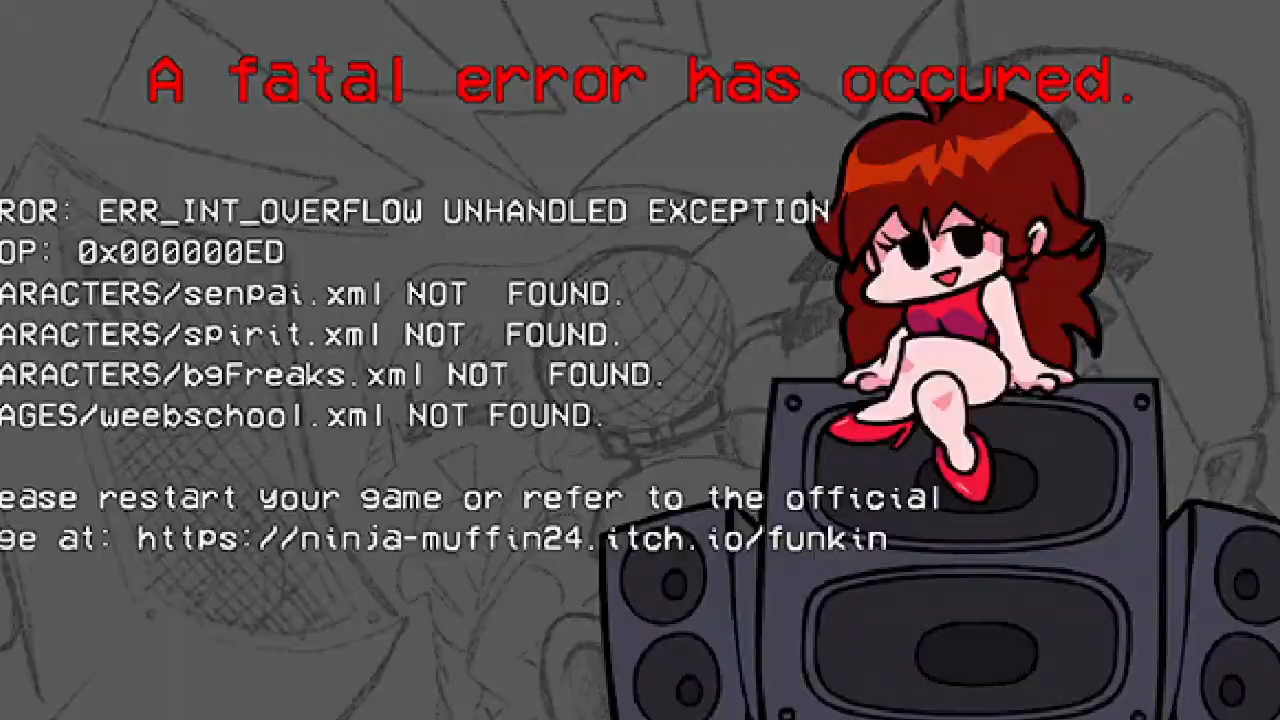 A fatal error has occured.
ROR: ERR_INT_OVERFLOW UNHANDLED EXCEPTION
OP: 0x000000ED
ARACTERS/senpai.xml NOT FOUND.
ARACTERS/spirit.xml NOT FOUND.
ARACTERS/bgFreaks.xml NOT FOUND.
AGES/weebschool.xml NOT FOUND.
ease restart your game or refer to the official
ge at: https://ninja-muffin24.itch.io/funkin